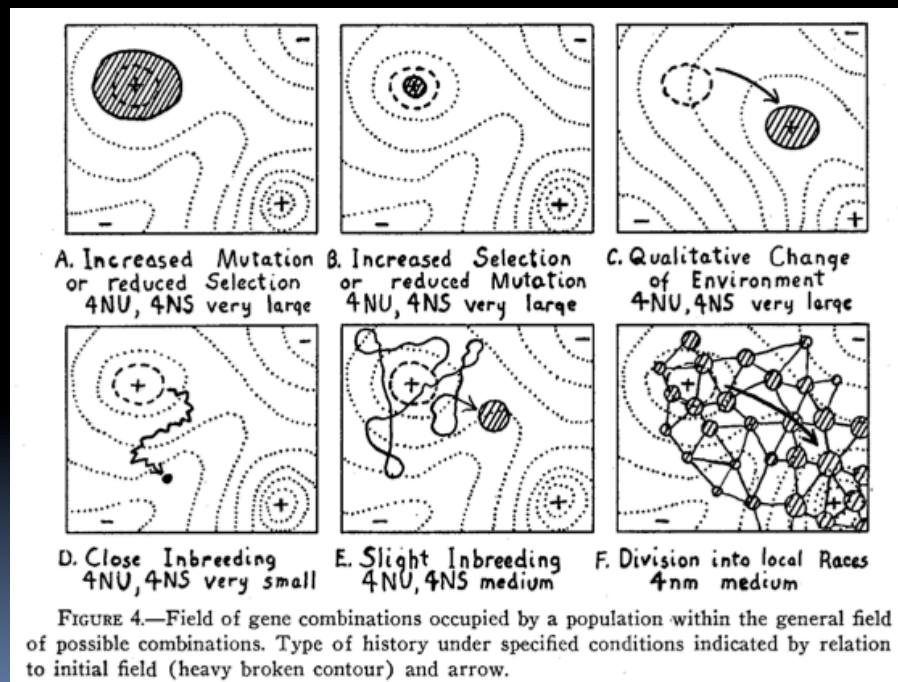 A. Increased Mutation
or reduced Selection
4NU, 4NS very large
B. Increased Selection
or reduced Mutation
4NU, 4NS very large
C. Qualitative Change
of Environment
4NU, 4NS very large
D. Close Inbreeding
4NU, 4NS very small
E. Slight Inbreeding
4NU, 4NS medium
F. Division into local Races
4nm medium
FIGURE 4.—Field of gene combinations occupied by a population within the general field
of possible combinations. Type of history under specified conditions indicated by relation
to initial field (heavy broken contour) and arrow.